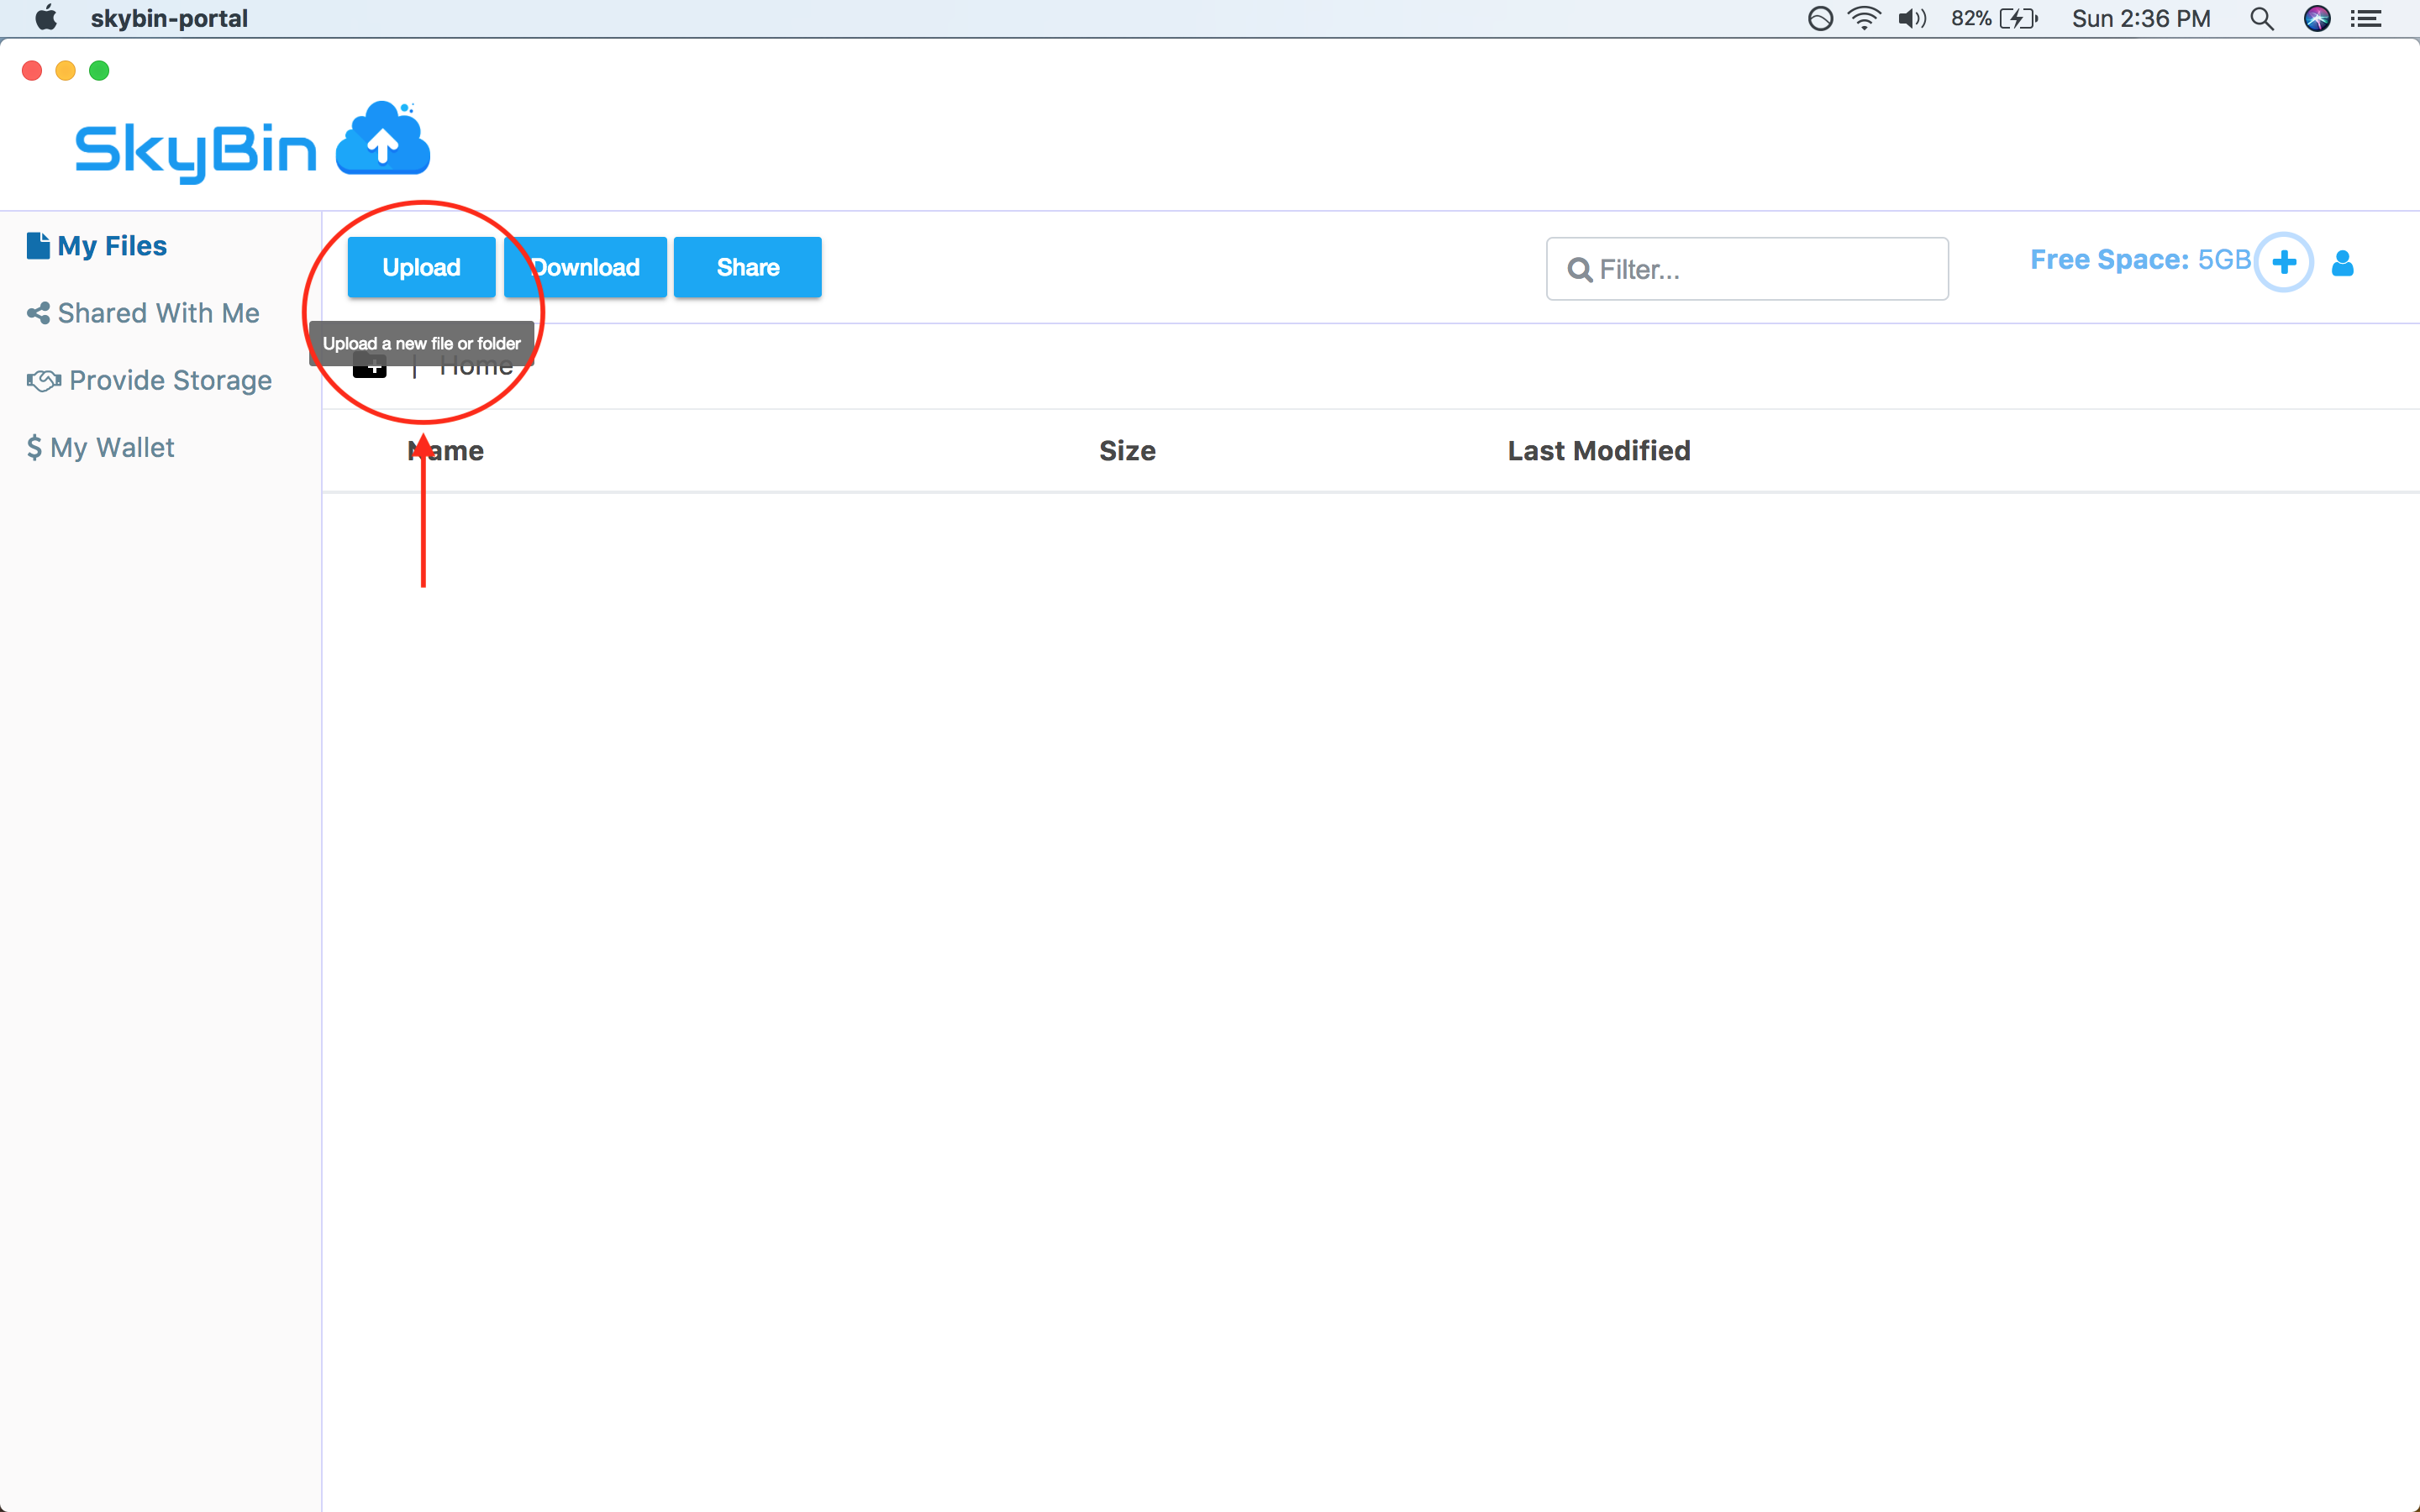 skybin-portal
82%
Sun 2:36 PM
SkyBin
My Files
Shared With Me
Provide Storage
$ My Wallet
Upload
Download
Share
Filter...
Free Space: 5GB
Upload a new file or folder
| Home
Name
Size
Last Modified